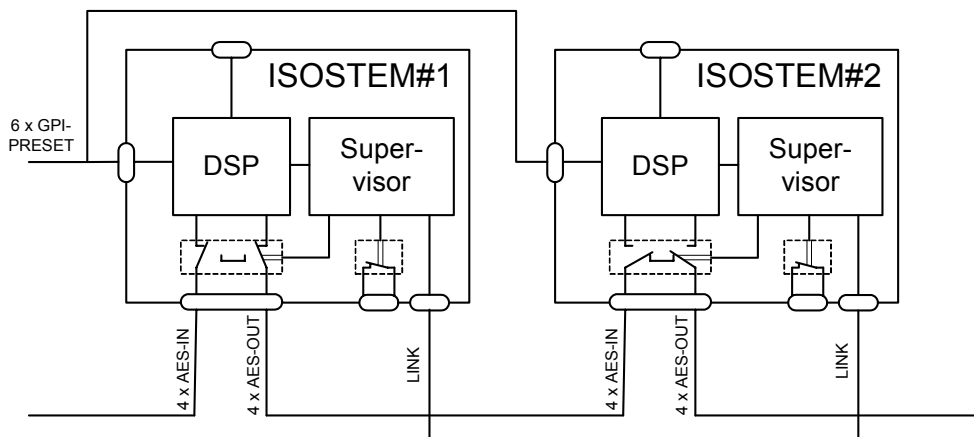 ISOSTEM#1
ISOSTEM#2
6 x GPI-
PRESET
DSP
Super-
visor
DSP
Super-
visor
4 x AES-IN
4 x AES-OUT
LINK
4 x AES-IN
4 x AES-OUT
LINK